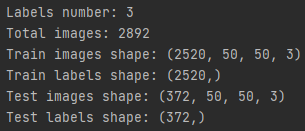 Labels number: 3
Total images: 2892
Train images shape: (2520, 50, 50, 3)
Train labels shape: (2520,)
Test images shape: (372, 50, 50, 3)
Test labels shape: (372,)